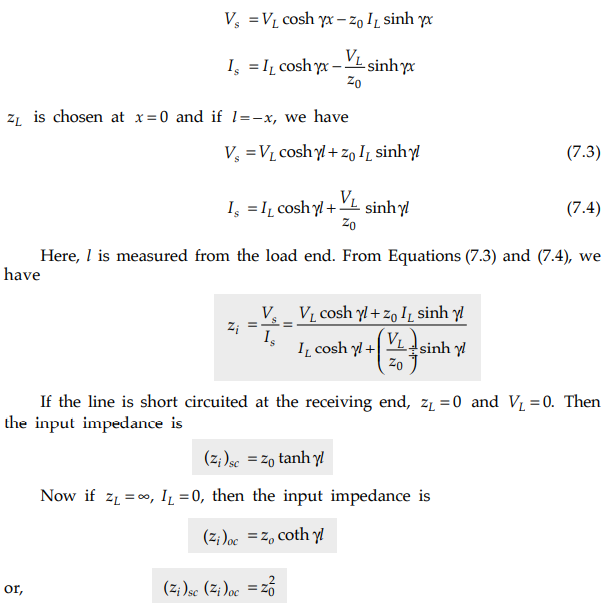 V_s = V_L cosh γx − z_0 I_L sinh γx
I_s = I_L cosh γx − V_L/z_0 sinh γx
z_L is chosen at x = 0 and if l = −x, we have
V_s = V_L cosh γl + z_0 I_L sinh γl (7.3)
I_s = I_L cosh γl + V_L/z_0 sinh γl (7.4)
Here, l is measured from the load end. From Equations (7.3) and (7.4), we
have
z_i = V_s/I_s = (V_L cosh γl + z_0 I_L sinh γl)/(I_L cosh γl + (V_L/z_0) sinh γl)
If the line is short circuited at the receiving end, z_L = 0 and V_L = 0. Then
the input impedance is
(z_i)_sc = z_0 tanh γl
Now if z_L = ∞, I_L = 0, then the input impedance is
(z_i)_oc = z_o coth γl
or, (z_i)_sc (z_i)_oc = z_0^2